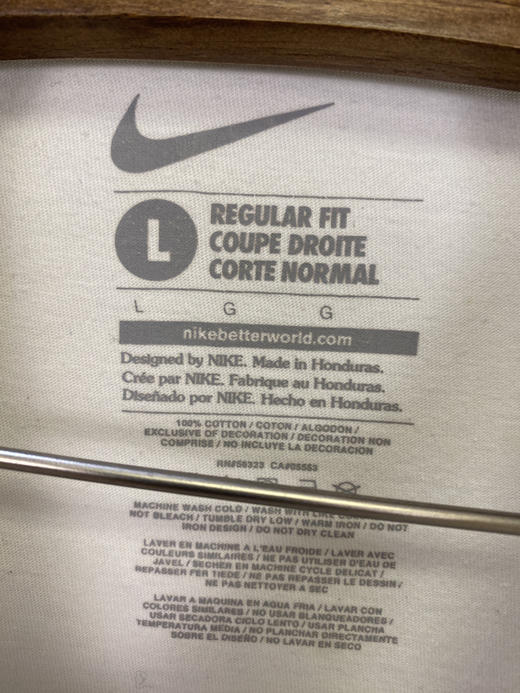 L
REGULAR FIT
COUPE DROITE
CORTE NORMAL
L G G
nikebetterworld.com
Designed by NIKE. Made in Honduras.
Crée par NIKE. Fabrique au Honduras.
Diseñado por NIKE. Hecho en Honduras.
100% COTTON / COTON / ALGODON /
EXCLUSIVE OF DECORATION / DECORATION NON
COMPRISE / NO INCLUYE LA DECORACION
RN#56323 CA#05553
MACHINE WASH COLD / WASH WITH LIKE
NOT BLEACH / TUMBLE DRY LOW / WARM IRON / DO NOT
IRON DESIGN / DO NOT DRY CLEAN
LAVER EN MACHINE A L'EAU FROIDE / LAVER AVEC
COULEURS SIMILAIRES / NE PAS UTILISER D'EAU DE
JAVEL / SECHER EN MACHINE CYCLE DELICAT /
REPASSER FER TIEDE / NE PAS REPASSER LE DESSIN /
NE PAS NETTOYER A SEC
LAVAR A MAQUINA EN AGUA FRIA / LAVAR CON
COLORES SIMILARES / NO USAR BLANQUEADORES /
USAR SECADORA CICLO LENTO / USAR PLANCHA
TEMPERATURA MEDIA / NO PLANCHAR DIRECTAMENTE
SOBRE EL DISEÑO / NO LAVAR EN SECO